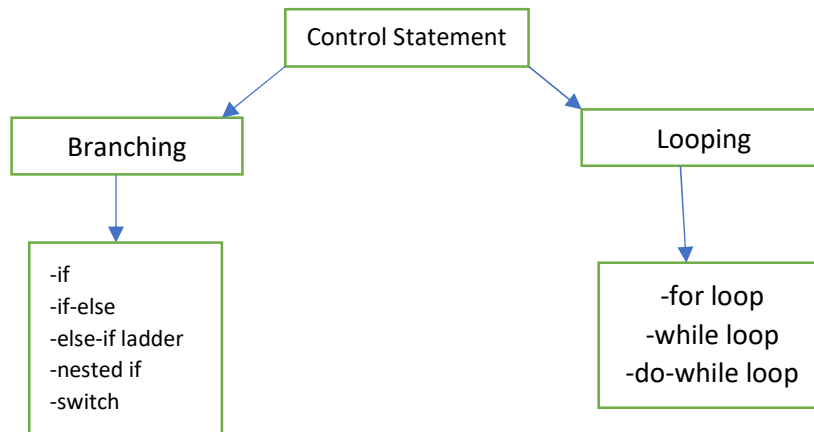 Control Statement
Branching
Looping
-if
-if-else
-else-if ladder
-nested if
-switch
-for loop
-while loop
-do-while loop